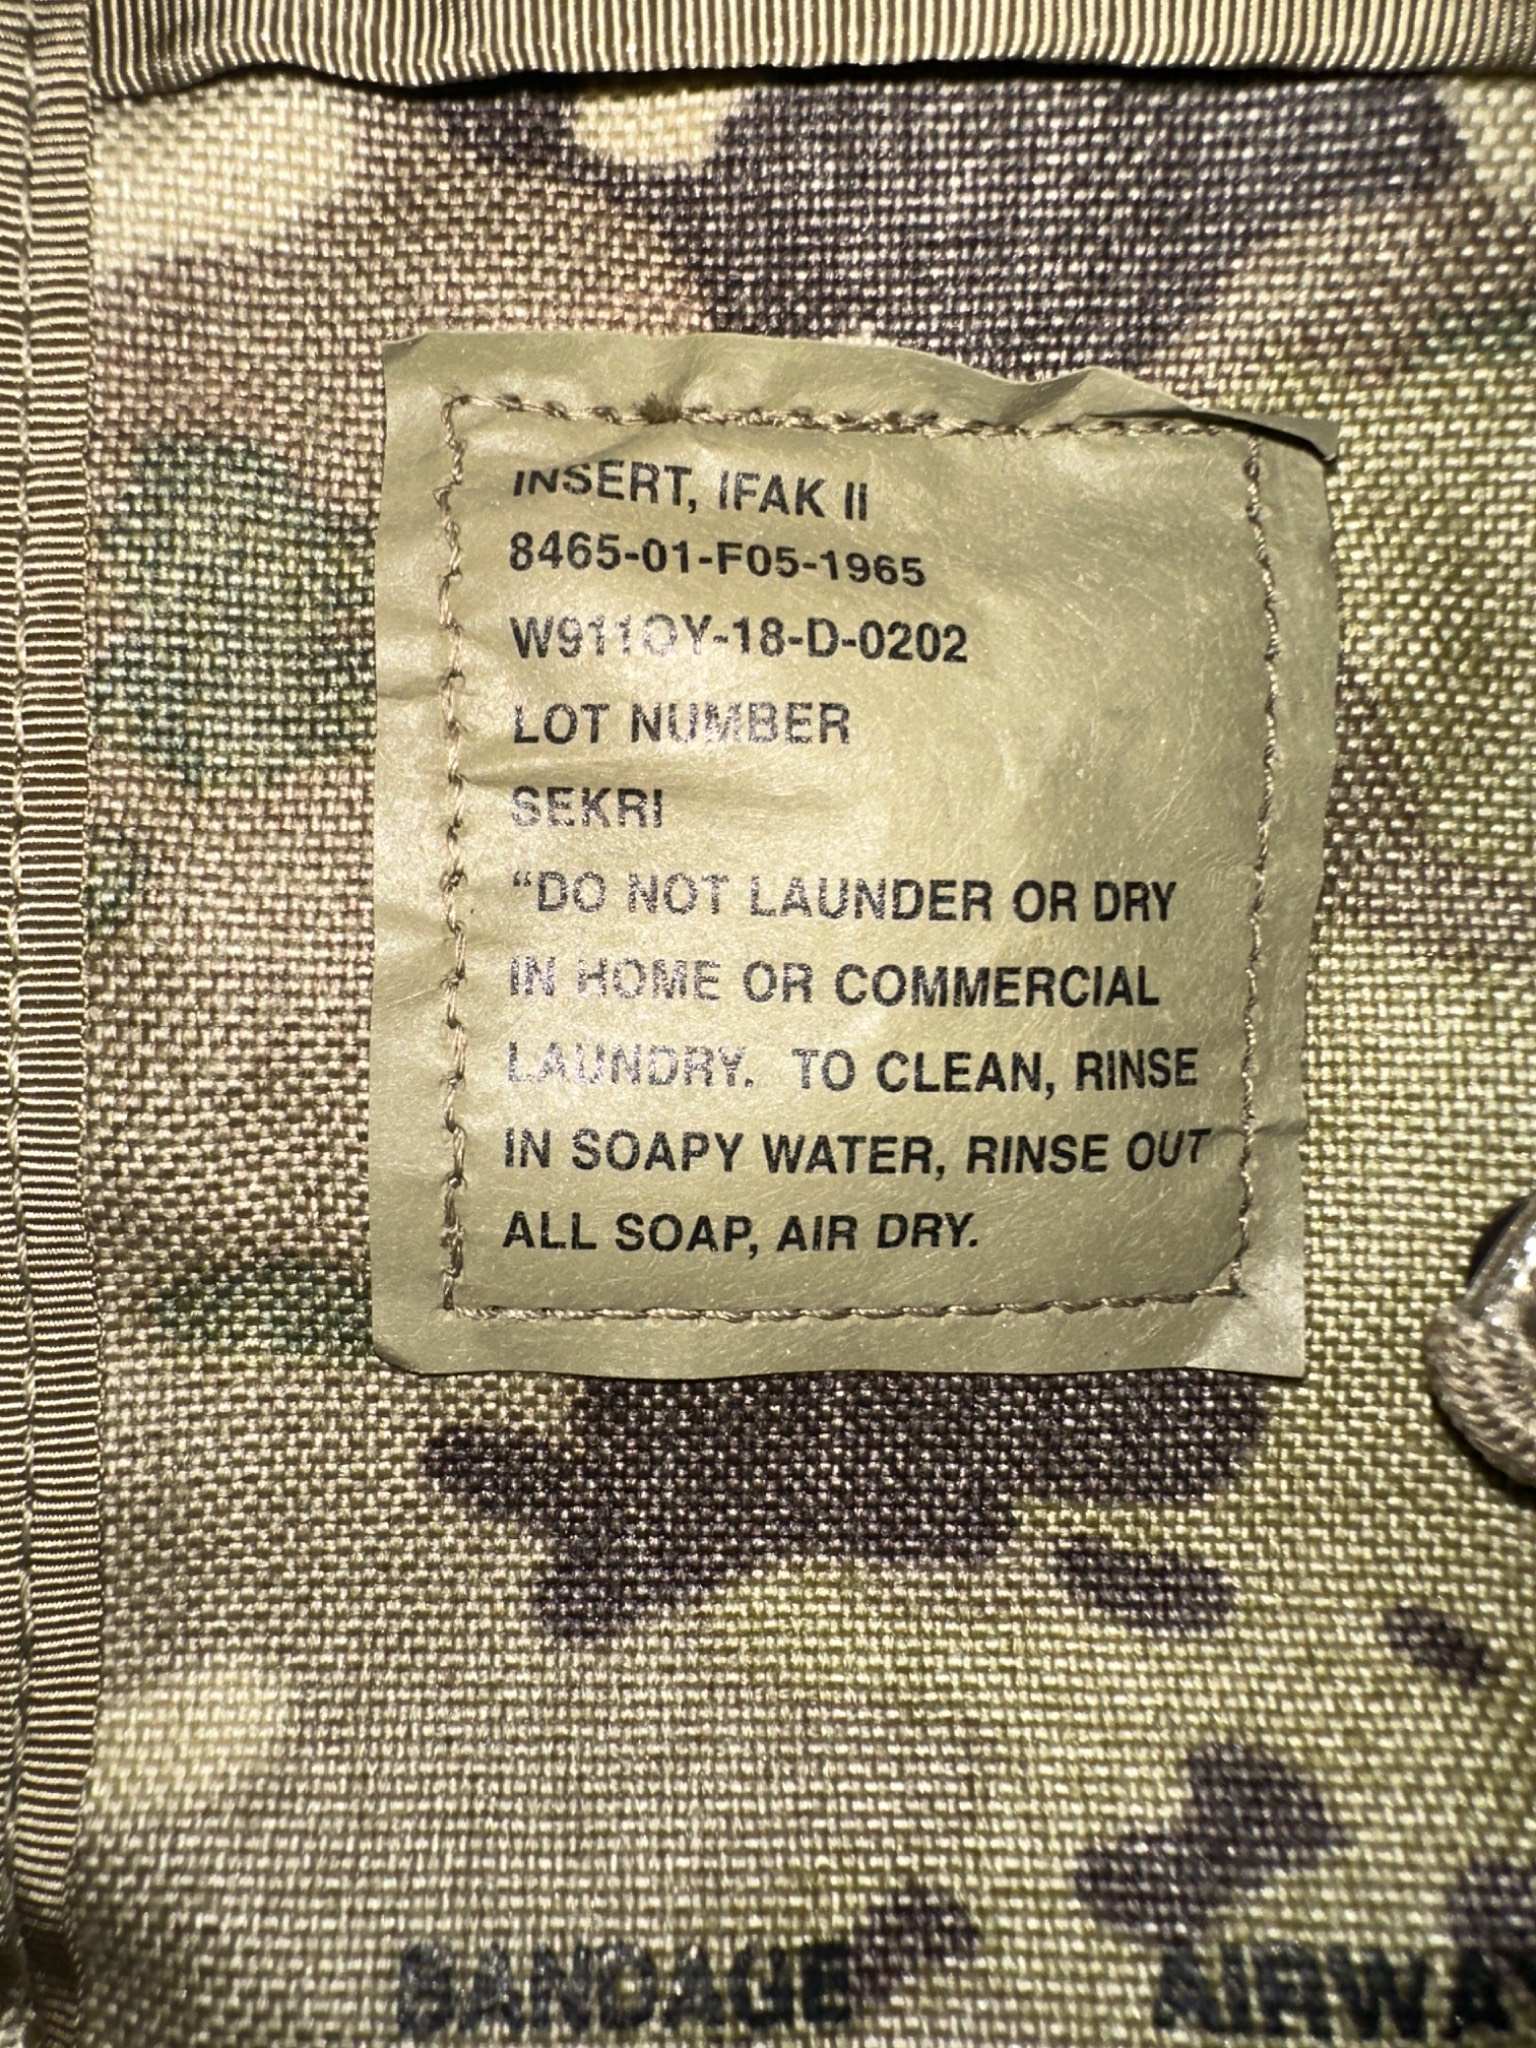 INSERT, IFAK II
8465-01-F05-1965
W911QY-18-D-0202
LOT NUMBER
SEKRI
“DO NOT LAUNDER OR DRY
IN HOME OR COMMERCIAL
LAUNDRY. TO CLEAN, RINSE
IN SOAPY WATER, RINSE OUT
ALL SOAP, AIR DRY.
BANDAGE AIRWA